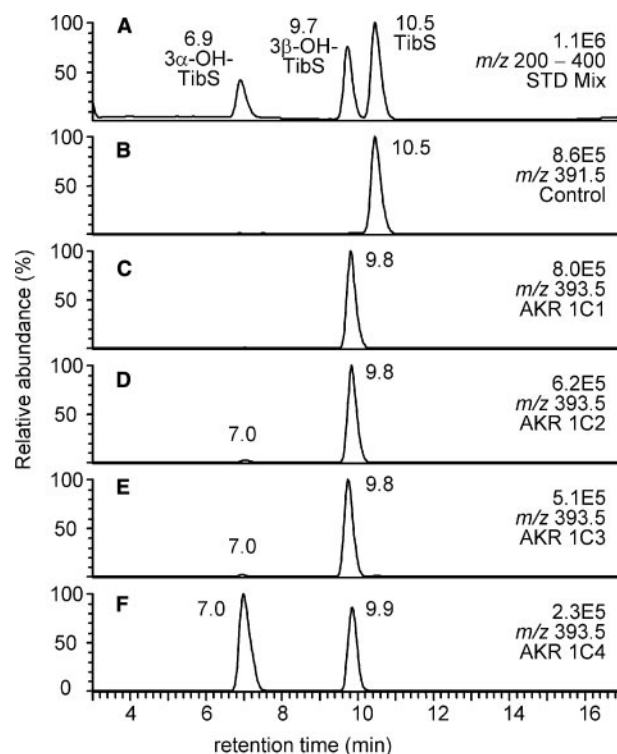 Relative abundance (%)
A
100
50
6.9
3α-OH-
TibS
9.7
3β-OH-
TibS
10.5
TibS
1.1E6
m/z 200 – 400
STD Mix
B
100
50
10.5
8.6E5
m/z 391.5
Control
C
100
50
9.8
8.0E5
m/z 393.5
AKR 1C1
D
100
50
7.0
9.8
6.2E5
m/z 393.5
AKR 1C2
E
100
50
7.0
9.8
5.1E5
m/z 393.5
AKR 1C3
F
100
50
0
7.0
9.9
2.3E5
m/z 393.5
AKR 1C4
4 6 8 10 12 14 16
retention time (min)